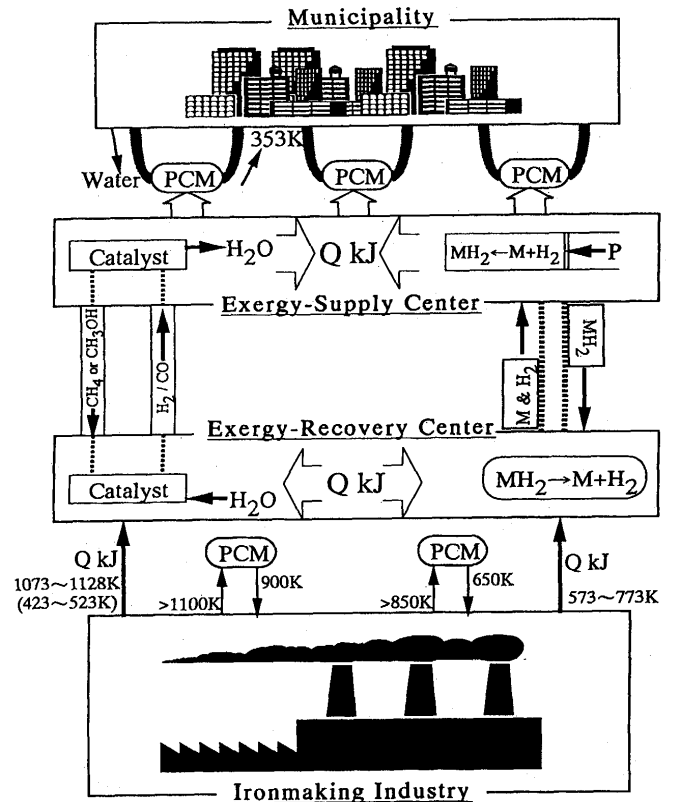 Municipality
353K
Water
PCM
PCM
PCM
Catalyst
H2O
Q kJ
MH2←M+H2
P
Exergy-Supply Center
CH4 or CH3OH
H2 / CO
M & H2
MH2
Exergy-Recovery Center
Catalyst
H2O
Q kJ
MH2→M+H2
Q kJ
1073~1128K
(423~523K)
PCM
>1100K
900K
PCM
>850K
650K
Q kJ
573~773K
Ironmaking Industry